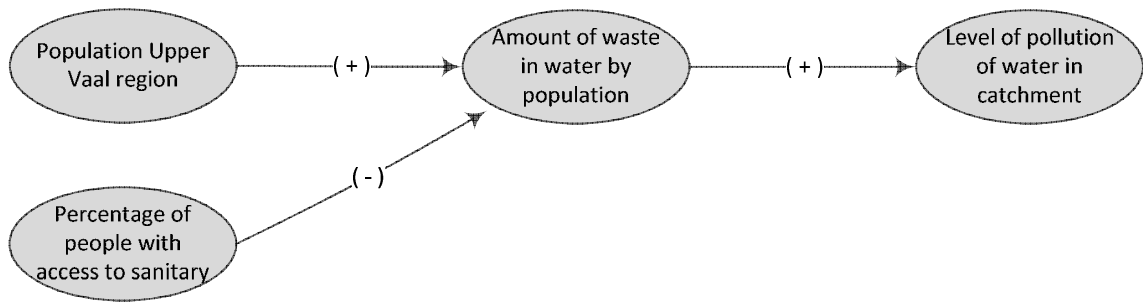 Population Upper
Vaal region
( + )
Amount of waste
in water by
population
( + )
Level of pollution
of water in
catchment
( - )
Percentage of
people with
access to sanitary